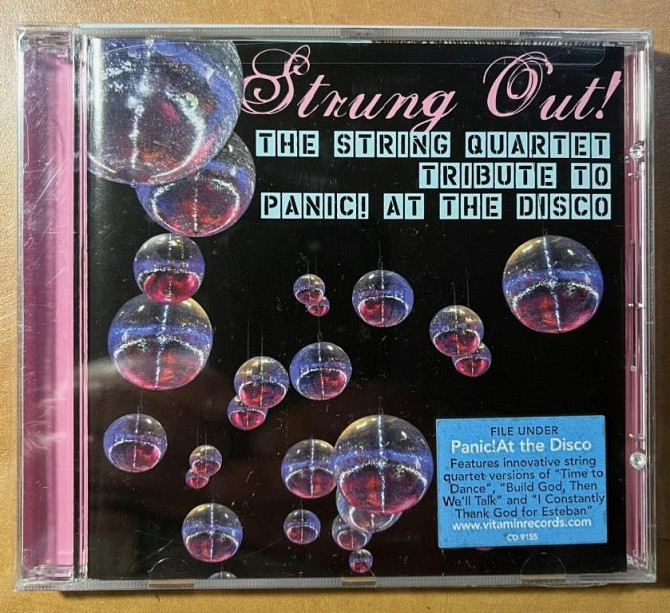 Strung Out!
THE STRING QUARTET
TRIBUTE TO
PANIC! AT THE DISCO
FILE UNDER
Panic!At the Disco
Features innovative string
quartet versions of "Time to
Dance", "Build God, Then
We'll Talk" and "I Constantly
Thank God for Esteban"
www.vitaminrecords.com
CD 9155